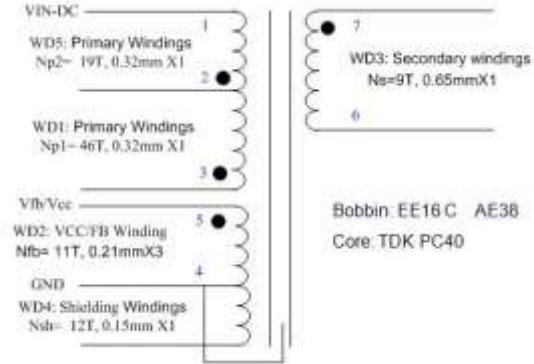 VIN-DC
1
WD5: Primary Windings
Np2= 19T, 0.32mm X1
2
WD1: Primary Windings
Np1=46T, 0.32mm X1
3
Vfb/Vcc
5
WD2: VCC/FB Winding
Nfb= 11T, 0.21mmX3
4
GND
WD4: Shielding Windings
Nsh= 12T, 0.15mm X1
7
WD3: Secondary windings
Ns=9T, 0.65mmX1
6
Bobbin: EE16 C AE38
Core: TDK PC40